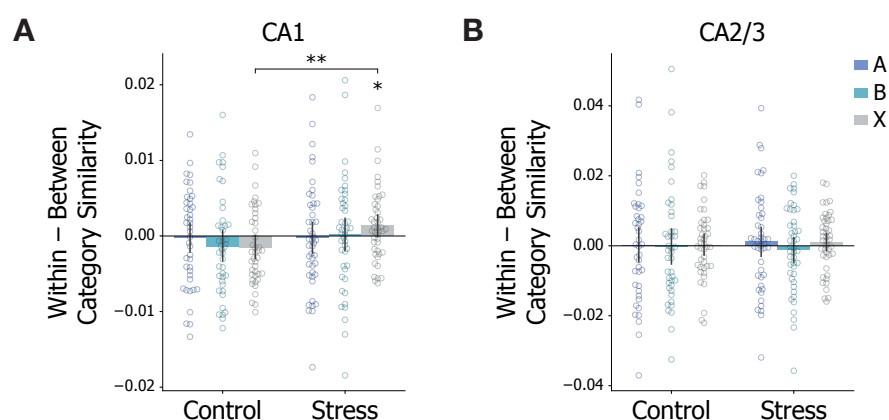 A
CA1
**
*
0.02
0.01
0.00
−0.01
−0.02
Within − Between
Category Similarity
Control
Stress
B
CA2/3
0.04
0.02
0.00
−0.02
−0.04
Within − Between
Category Similarity
Control
Stress
A
B
X